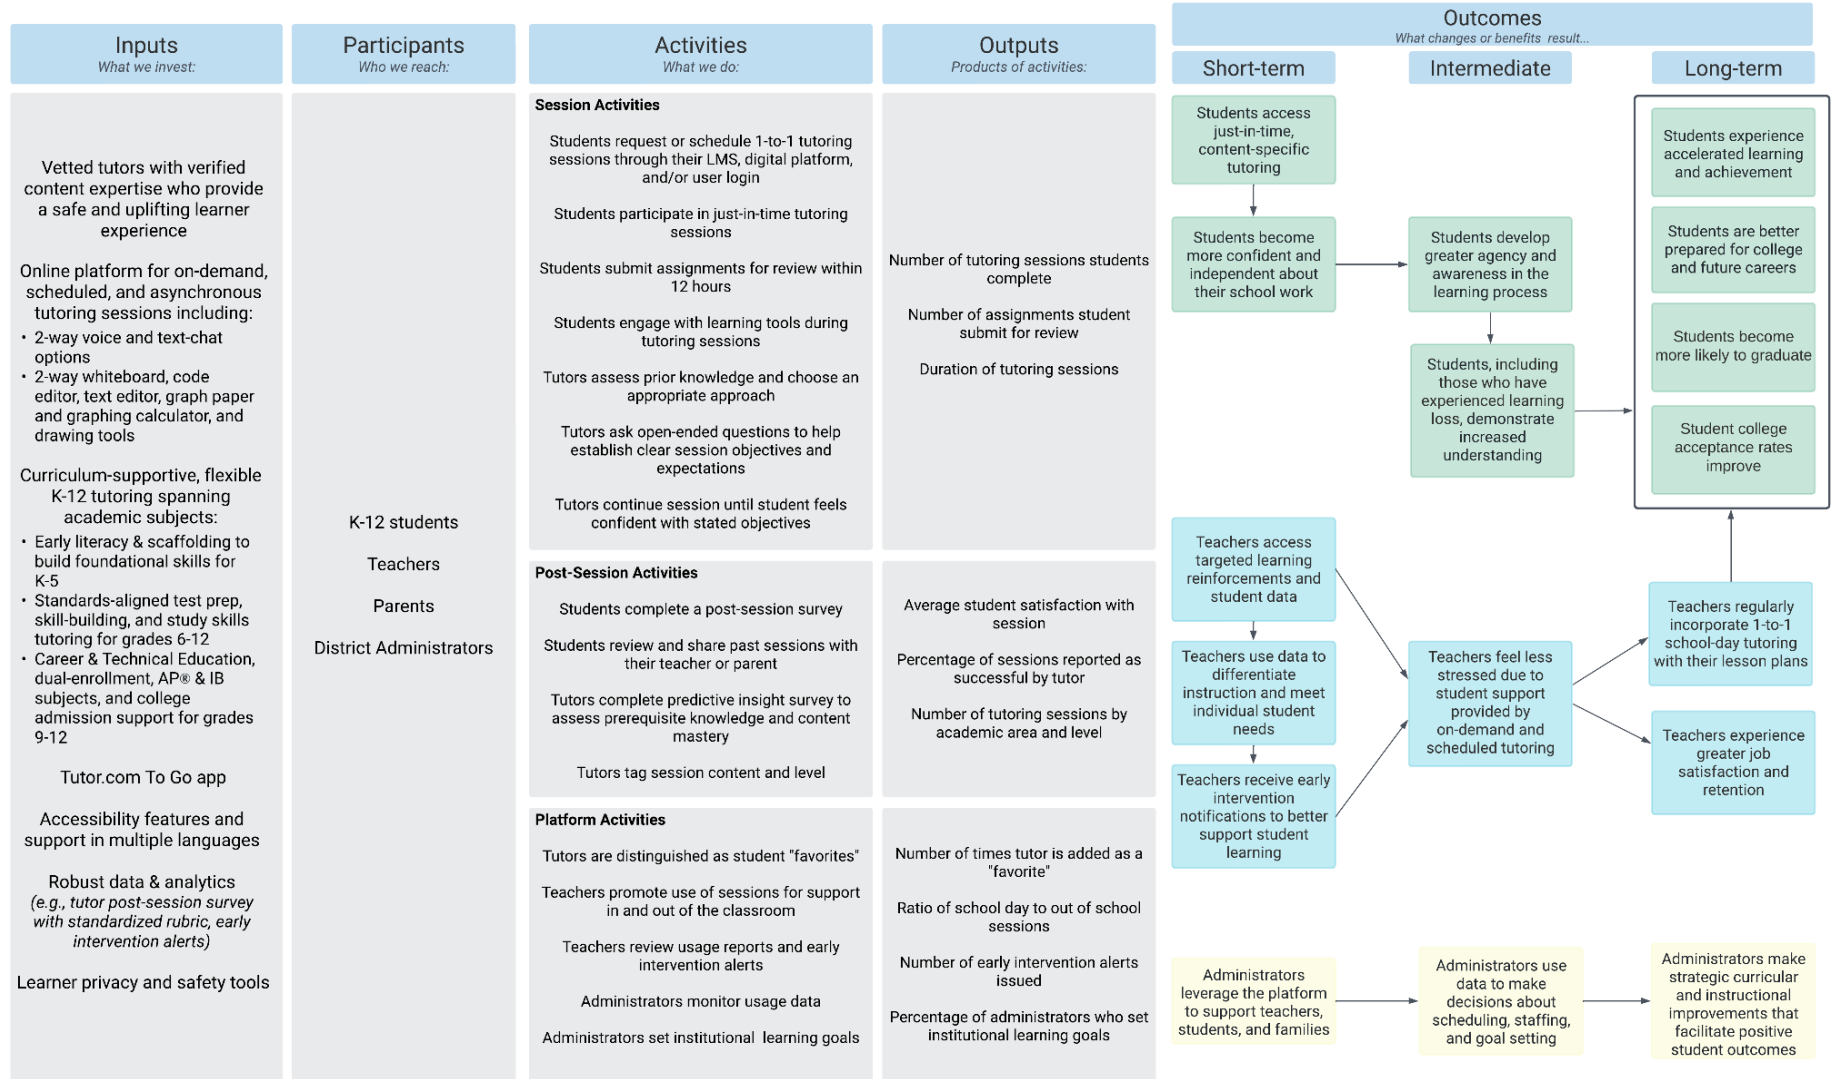 Inputs
What we invest:
Vetted tutors with verified
content expertise who provide
a safe and uplifting learner
experience
Online platform for on-demand,
scheduled, and asynchronous
tutoring sessions including:
• 2-way voice and text-chat
options
• 2-way whiteboard, code
editor, text editor, graph paper
and graphing calculator, and
drawing tools
Curriculum-supportive, flexible
K-12 tutoring spanning
academic subjects:
• Early literacy & scaffolding to
build foundational skills for
K-5
• Standards-aligned test prep,
skill-building, and study skills
tutoring for grades 6-12
• Career & Technical Education,
dual-enrollment, AP® & IB
subjects, and college
admission support for grades
9-12
Tutor.com To Go app
Accessibility features and
support in multiple languages
Robust data & analytics
(e.g., tutor post-session survey
with standardized rubric, early
intervention alerts)
Learner privacy and safety tools
Participants
Who we reach:
K-12 students
Teachers
Parents
District Administrators
Activities
What we do:
Session Activities
Students request or schedule 1-to-1 tutoring
sessions through their LMS, digital platform,
and/or user login
Students participate in just-in-time tutoring
sessions
Students submit assignments for review within
12 hours
Students engage with learning tools during
tutoring sessions
Tutors assess prior knowledge and choose an
appropriate approach
Tutors ask open-ended questions to help
establish clear session objectives and
expectations
Tutors continue session until student feels
confident with stated objectives
Post-Session Activities
Students complete a post-session survey
Students review and share past sessions with
their teacher or parent
Tutors complete predictive insight survey to
assess prerequisite knowledge and content
mastery
Tutors tag session content and level
Platform Activities
Tutors are distinguished as student "favorites"
Teachers promote use of sessions for support
in and out of the classroom
Teachers review usage reports and early
intervention alerts
Administrators monitor usage data
Administrators set institutional learning goals
Outputs
Products of activities:
Number of tutoring sessions students
complete
Number of assignments student
submit for review
Duration of tutoring sessions
Average student satisfaction with
session
Percentage of sessions reported as
successful by tutor
Number of tutoring sessions by
academic area and level
Number of times tutor is added as a
"favorite"
Ratio of school day to out of school
sessions
Number of early intervention alerts
issued
Percentage of administrators who set
institutional learning goals
Outcomes
What changes or benefits result...
Short-term
Intermediate
Long-term
Students access
just-in-time,
content-specific
tutoring
Students become
more confident and
independent about
their school work
Students develop
greater agency and
awareness in the
learning process
Students, including
those who have
experienced learning
loss, demonstrate
increased
understanding
Students experience
accelerated learning
and achievement
Students are better
prepared for college
and future careers
Students become
more likely to graduate
Student college
acceptance rates
improve
Teachers access
targeted learning
reinforcements and
student data
Teachers use data to
differentiate
instruction and meet
individual student
needs
Teachers receive early
intervention
notifications to better
support student
learning
Teachers feel less
stressed due to
student support
provided by
on-demand and
scheduled tutoring
Teachers regularly
incorporate 1-to-1
school-day tutoring
with their lesson plans
Teachers experience
greater job
satisfaction and
retention
Administrators
leverage the platform
to support teachers,
students, and families
Administrators use
data to make
decisions about
scheduling, staffing,
and goal setting
Administrators make
strategic curricular
and instructional
improvements that
facilitate positive
student outcomes